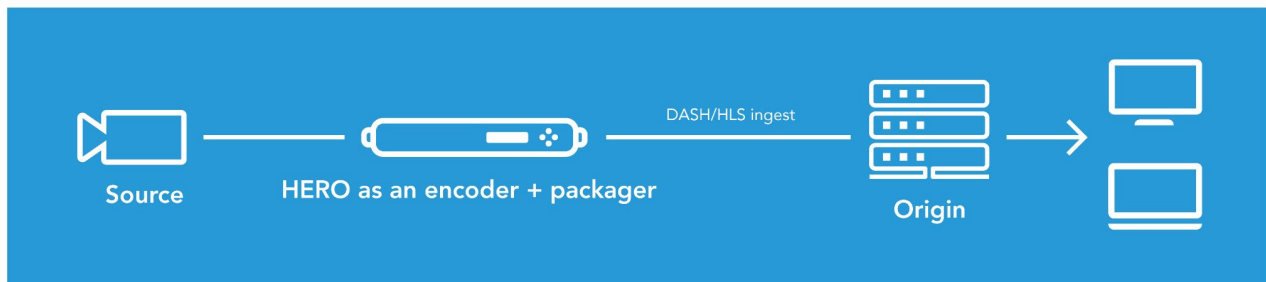 Source
HERO as an encoder + packager
DASH/HLS ingest
Origin